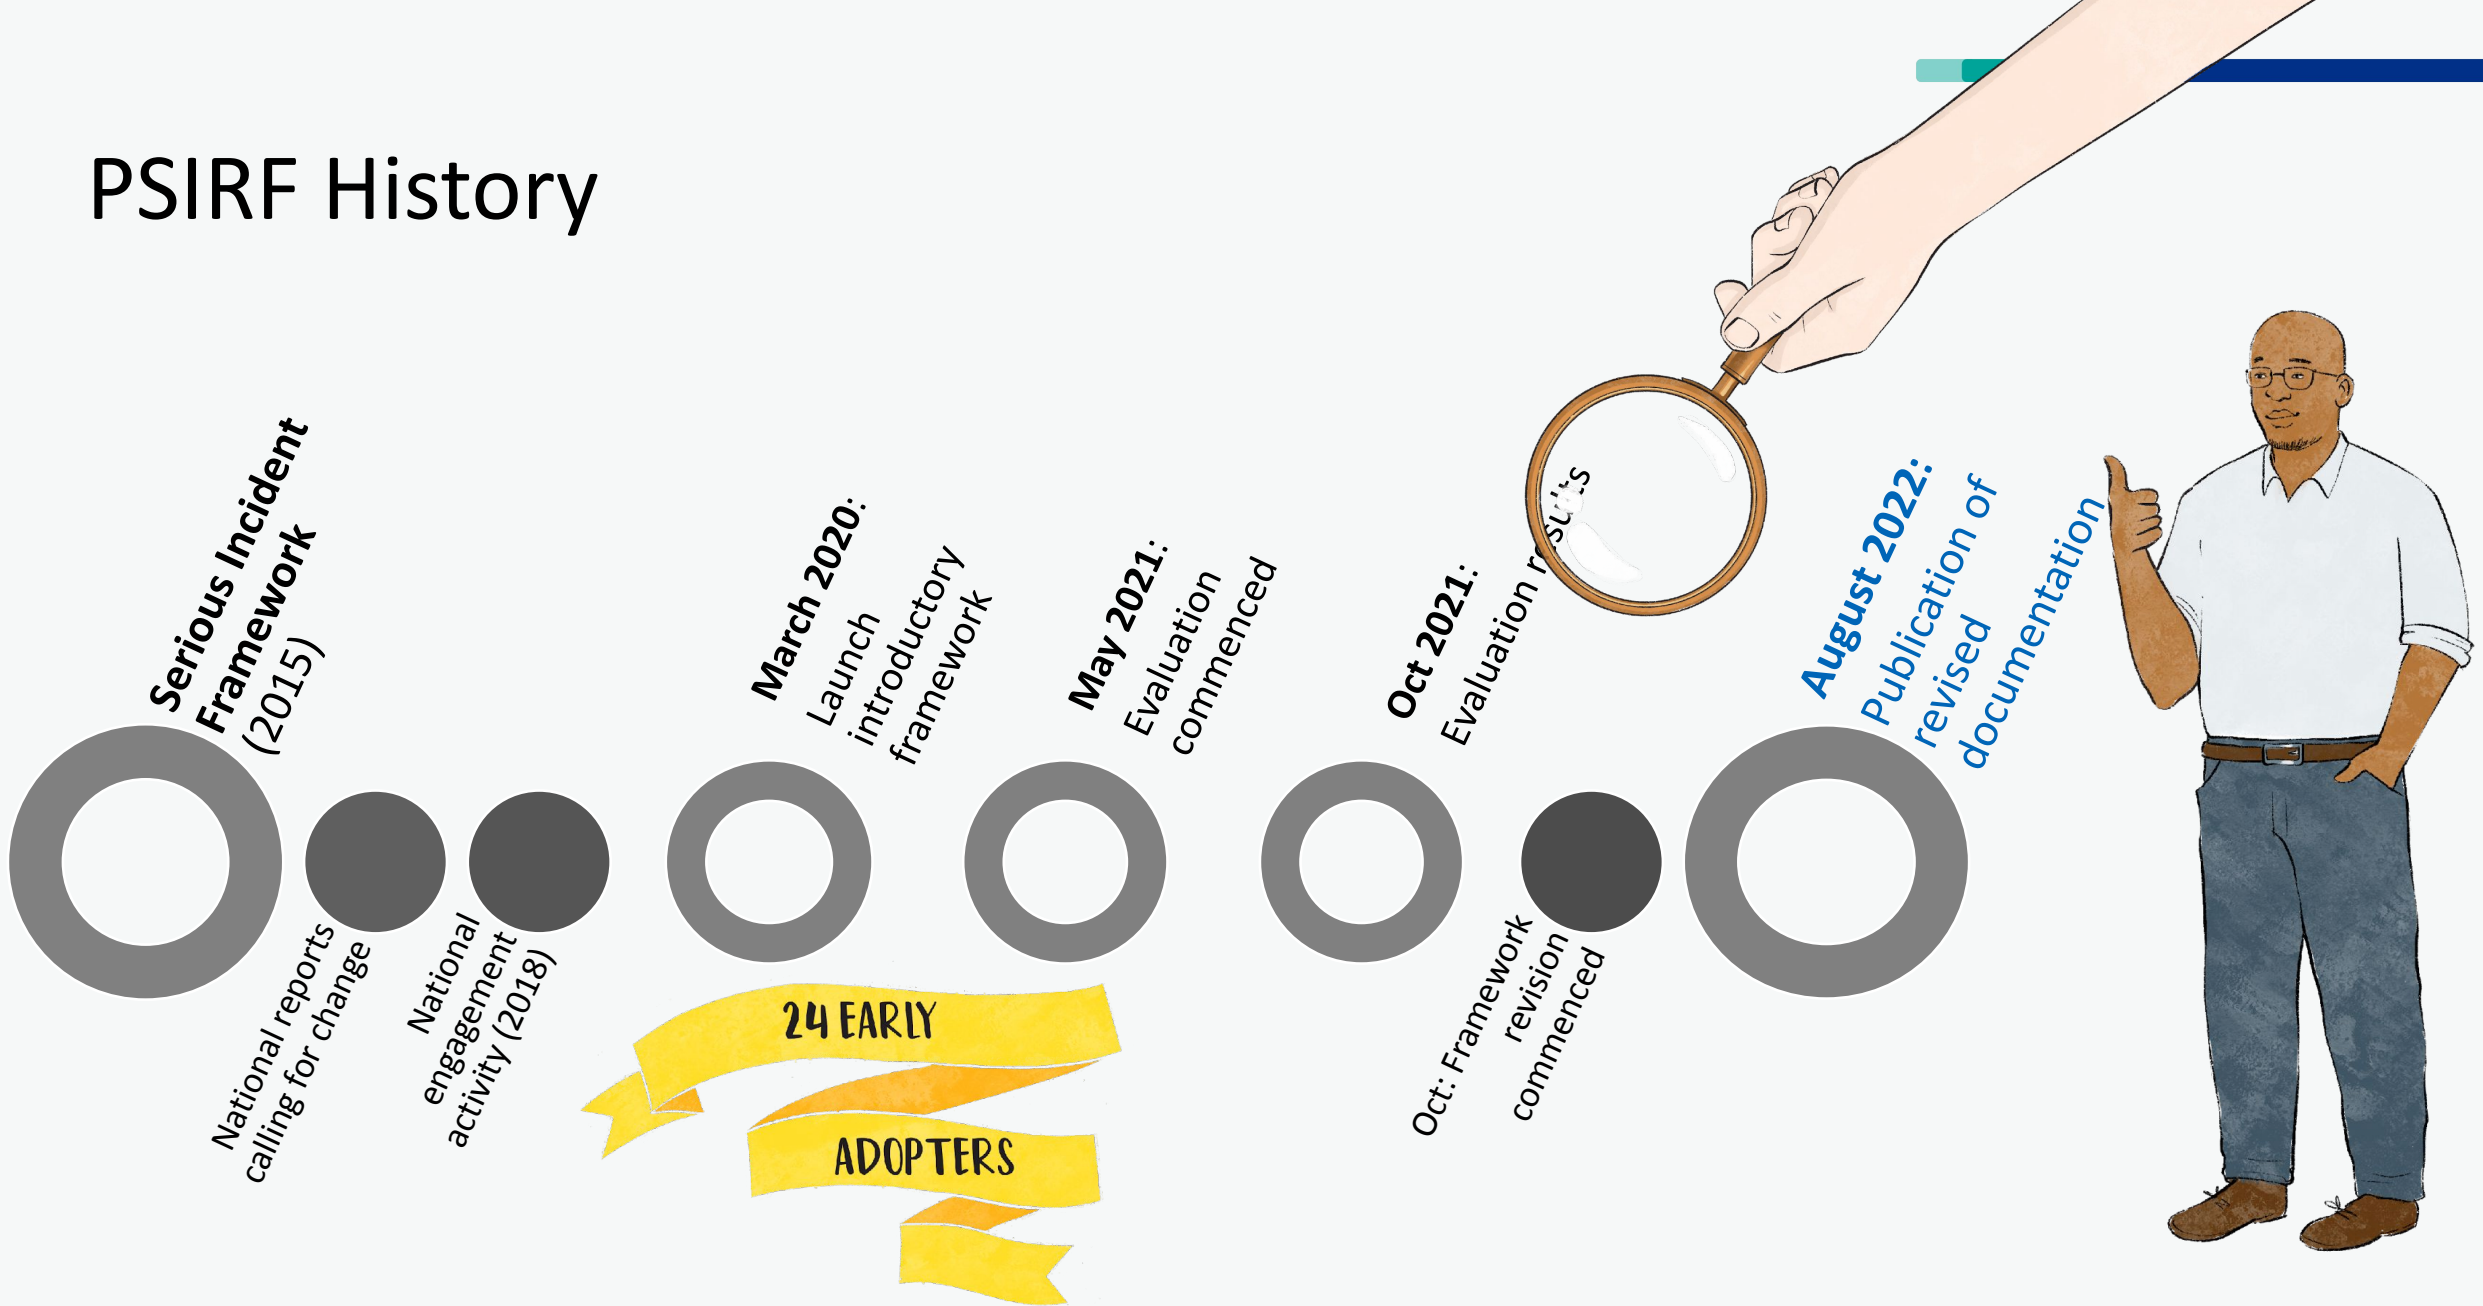 PSIRF History
Serious Incident
Framework
(2015)
National reports
calling for change
National
engagement
activity (2018)
March 2020:
Launch
introductory
framework
24 EARLY
ADOPTERS
May 2021:
Evaluation
commenced
Oct 2021:
Evaluation results
Oct: Framework
revision
commenced
August 2022:
Publication of
revised
documentation